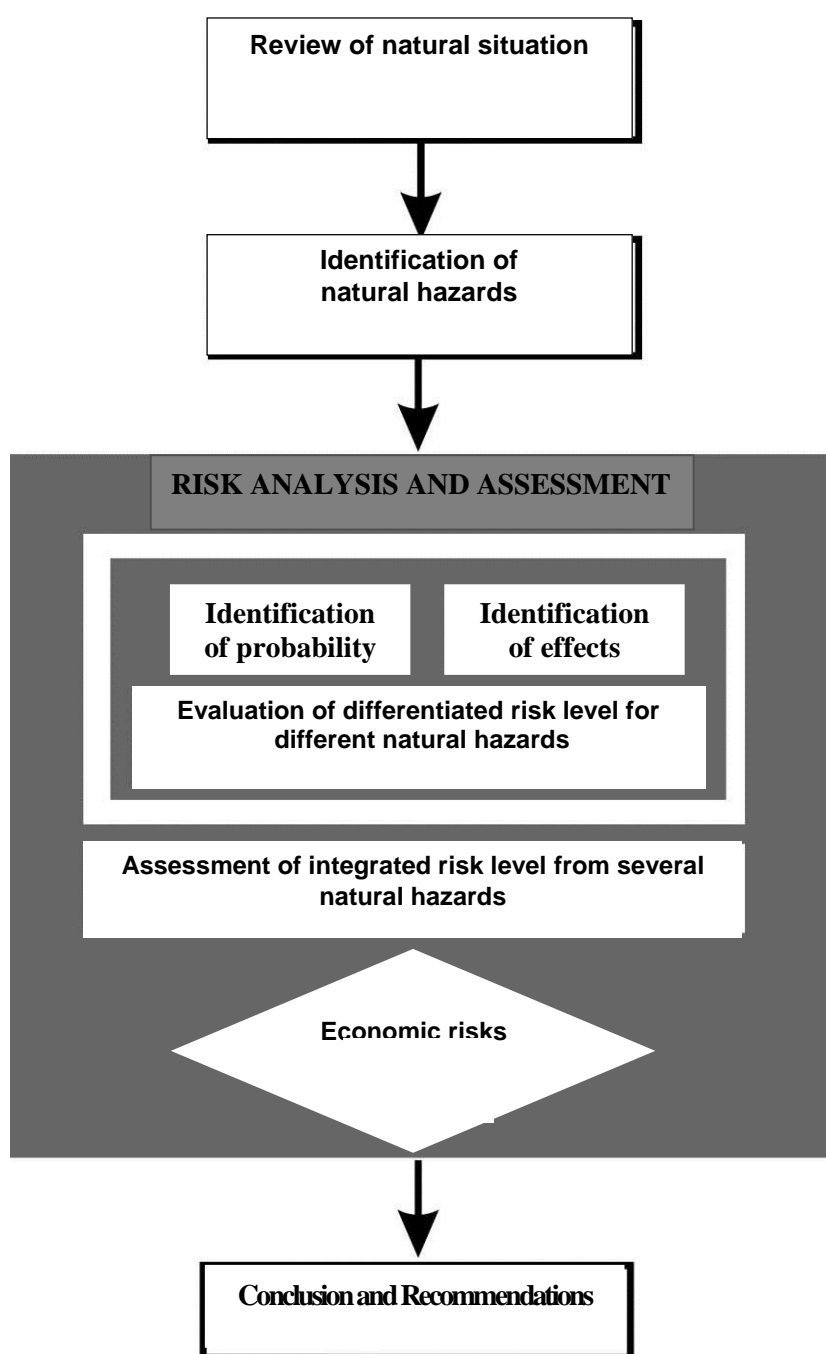 Review of natural situation
Identification of
natural hazards
RISK ANALYSIS AND ASSESSMENT
Identification
of probability
Identification
of effects
Evaluation of differentiated risk level for
different natural hazards
Assessment of integrated risk level from several
natural hazards
Economic risks
Conclusion and Recommendations